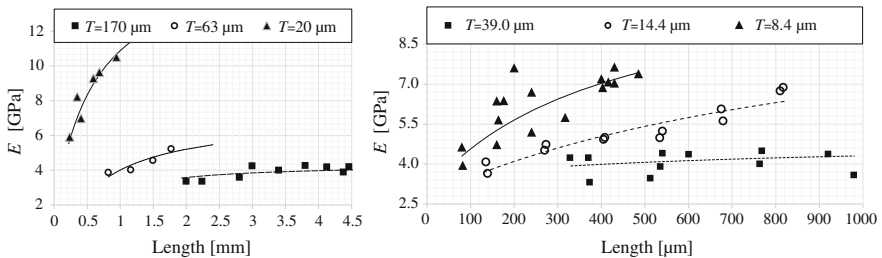 T=170 µm T=63 µm T=20 µm
12
10
8
6
4
2
E [GPa]
0 0.5 1 1.5 2 2.5 3 3.5 4 4.5
Length [mm]
T=39.0 µm T=14.4 µm T=8.4 µm
8.5
7.0
5.5
4.0
2.5
E [GPa]
0 100 200 300 400 500 600 700 800 900 1000
Length [µm]